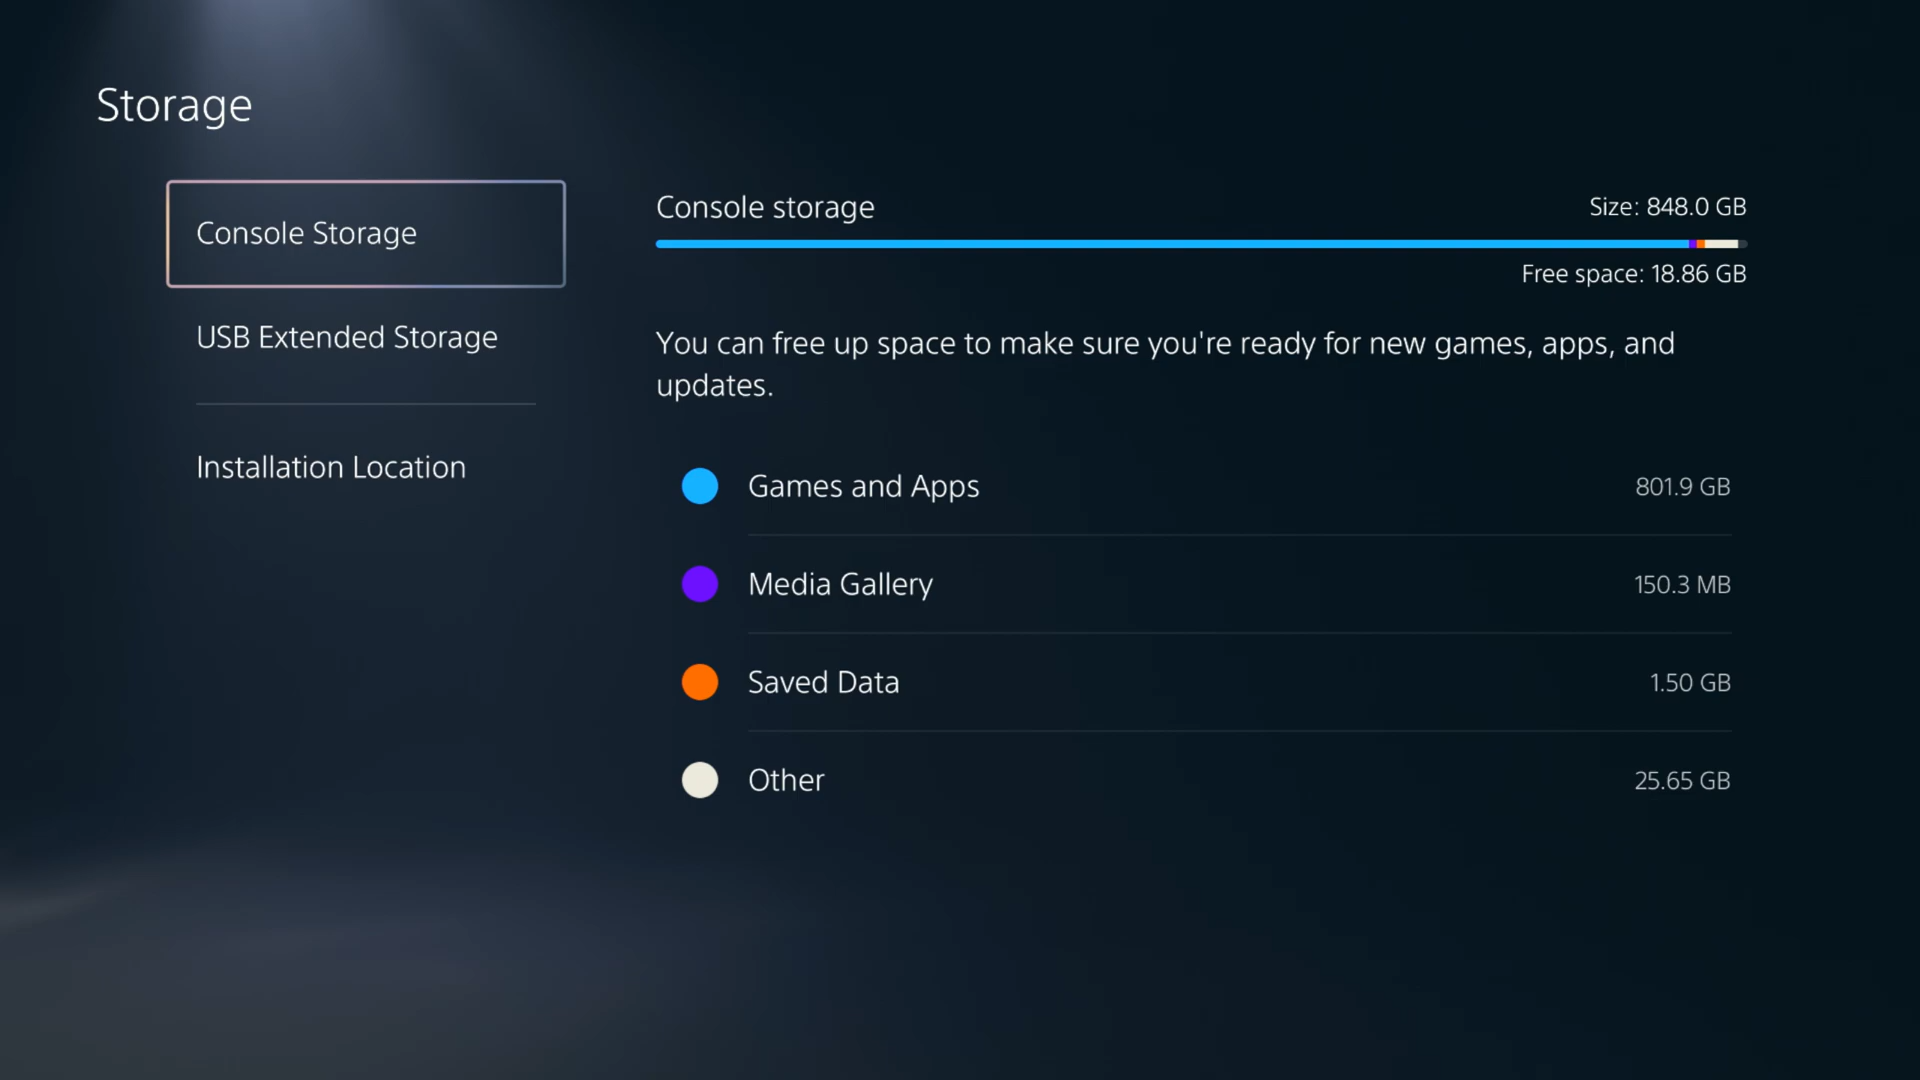 Storage
Console Storage
USB Extended Storage
Installation Location
Console storage
Size: 848.0 GB
Free space: 18.86 GB
You can free up space to make sure you're ready for new games, apps, and
updates.
Games and Apps
801.9 GB
Media Gallery
150.3 MB
Saved Data
1.50 GB
Other
25.65 GB